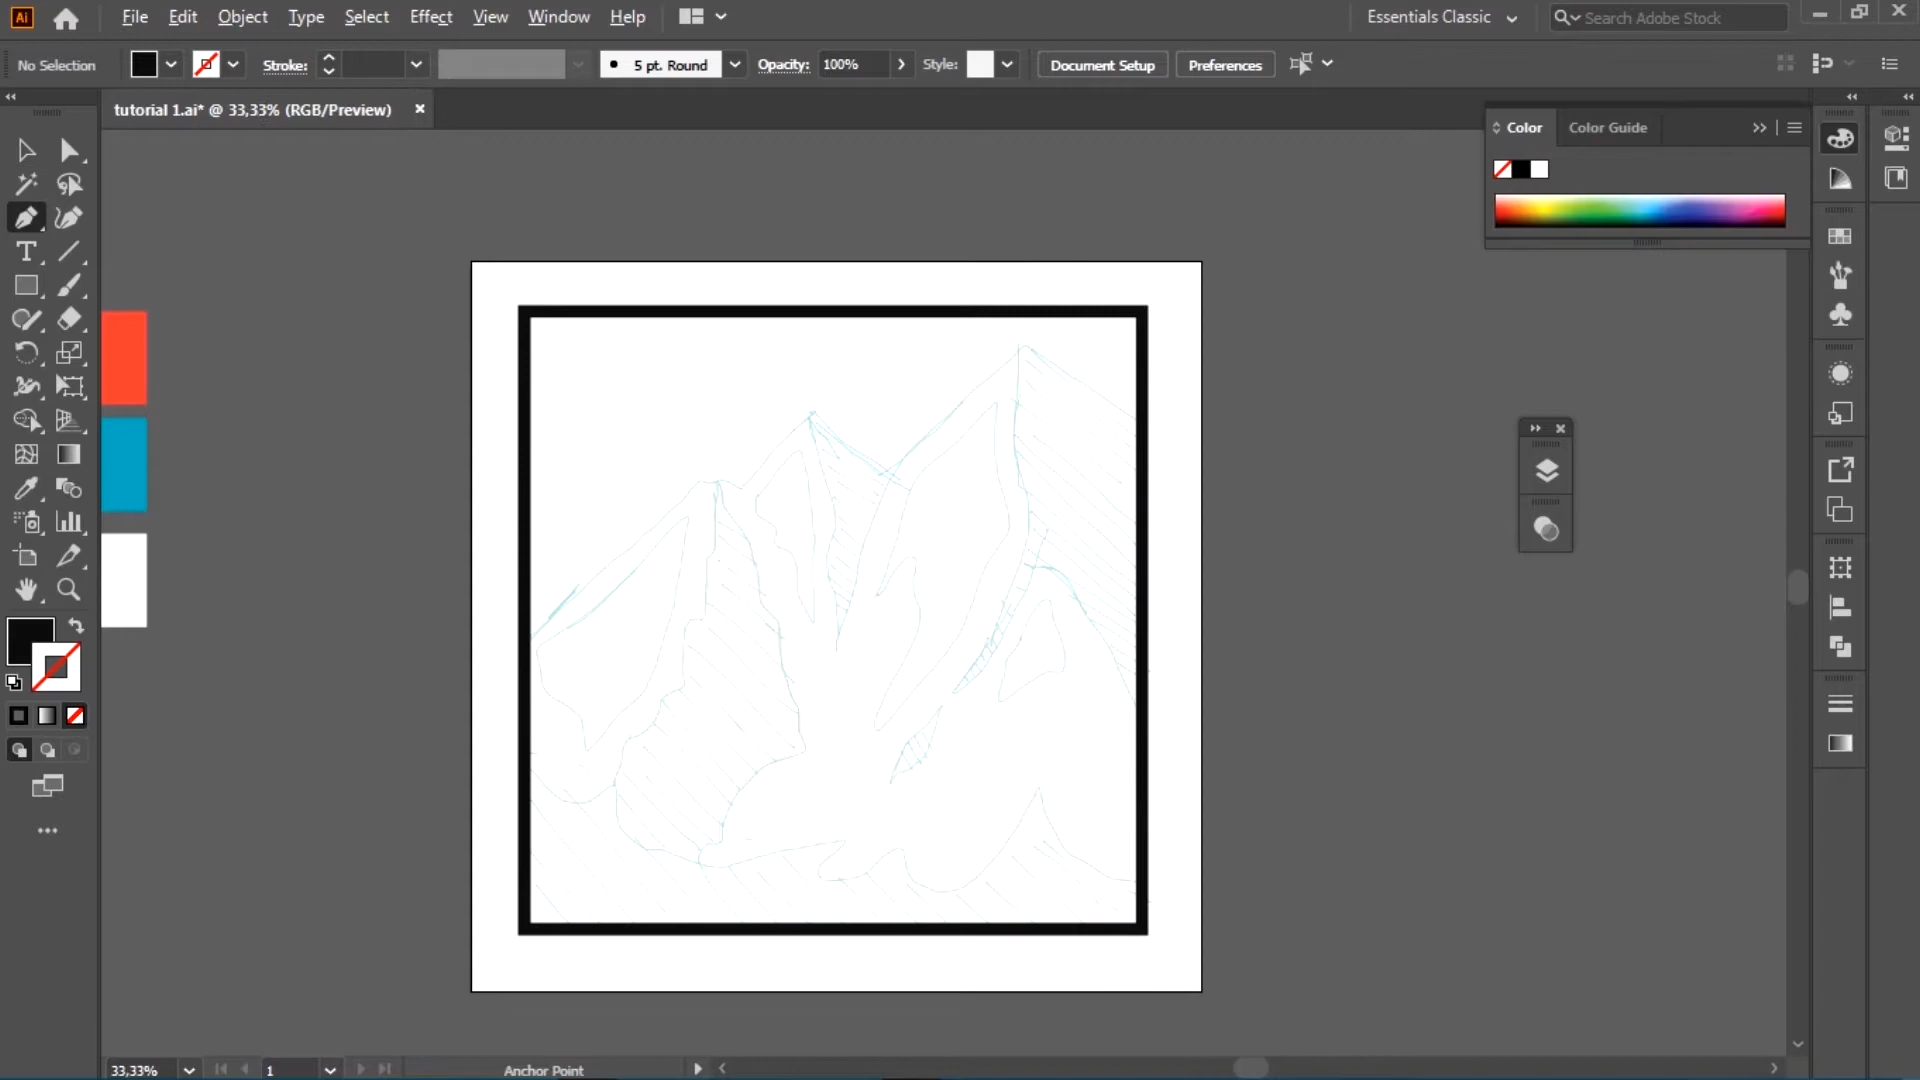 Ai File Edit Object Type Select Effect View Window Help Essentials Classic Search Adobe Stock
No Selection Stroke: 5 pt. Round Opacity: 100% Style: Document Setup Preferences
tutorial 1.ai* @ 33,33% (RGB/Preview)
Color Color Guide
33,33% 1 Anchor Point